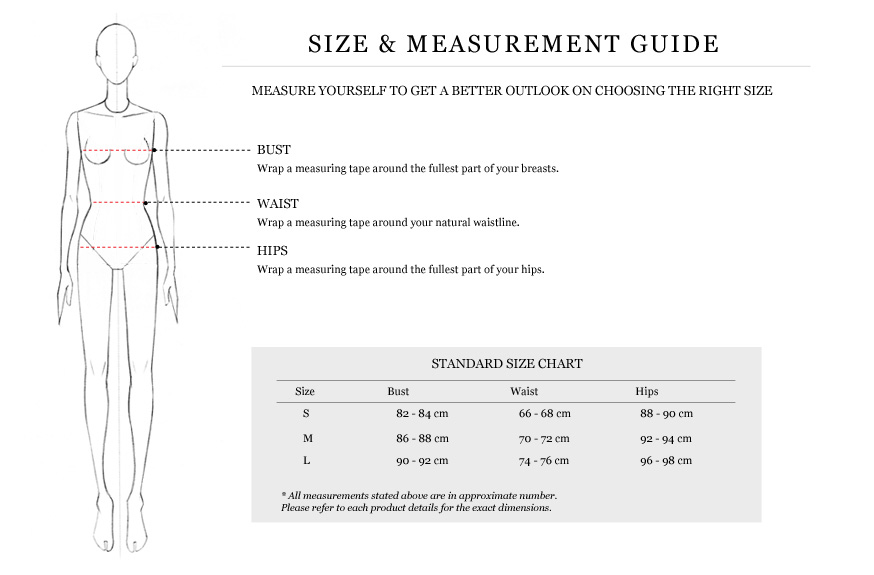 SIZE & MEASUREMENT GUIDE
MEASURE YOURSELF TO GET A BETTER OUTLOOK ON CHOOSING THE RIGHT SIZE
BUST
Wrap a measuring tape around the fullest part of your breasts.
WAIST
Wrap a measuring tape around your natural waistline.
HIPS
Wrap a measuring tape around the fullest part of your hips.
STANDARD SIZE CHART
Size Bust Waist Hips
S 82 - 84 cm 66 - 68 cm 88 - 90 cm
M 86 - 88 cm 70 - 72 cm 92 - 94 cm
L 90 - 92 cm 74 - 76 cm 96 - 98 cm
* All measurements stated above are in approximate number.
Please refer to each product details for the exact dimensions.